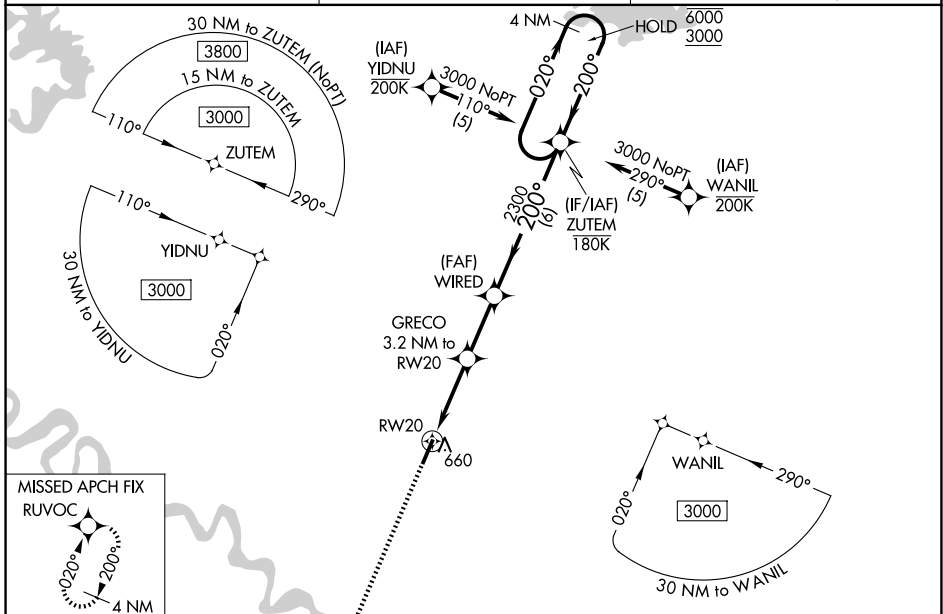 30 NM to ZUTEM (NoPT)
3800
15 NM to ZUTEM
3000
110°
ZUTEM
290°
110°
YIDNU
3000
30 NM to YIDNU
020°
(IAF)
YIDNU
200K
3000 NoPT
110°
(5)
4 NM
HOLD
6000
3000
020°
200°
3000 NoPT
290°
(5)
(IAF)
WANIL
200K
(IF/IAF)
ZUTEM
180K
2300
200°
(6)
(FAF)
WIRED
GRECO
3.2 NM to
RW20
RW20
660
WANIL
290°
020°
3000
30 NM to WANIL
MISSED APCH FIX
RUVOC
020°
200°
4 NM